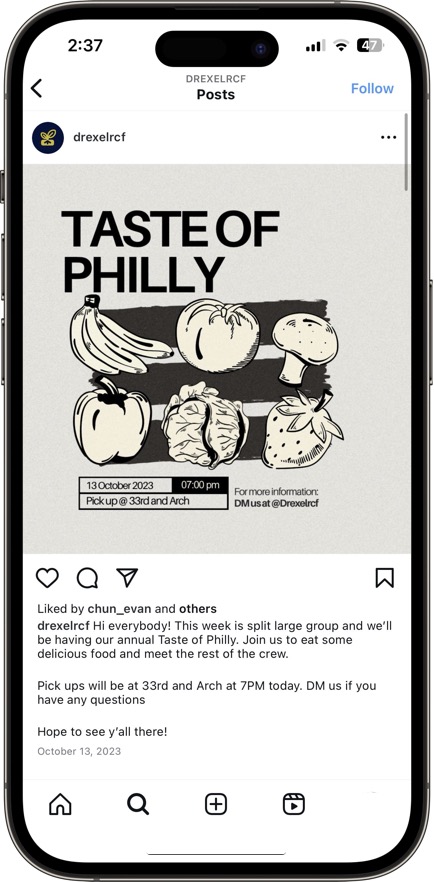 2:37
47
DREXELRCF
Posts
Follow
drexelrcf
TASTE OF
PHILLY
13 October 2023
07:00 pm
Pick up @ 33rd and Arch
For more information:
DM us at @Drexelrcf
Liked by chun_evan and others
drexelrcf Hi everybody! This week is split large group and we’ll
be having our annual Taste of Philly. Join us to eat some
delicious food and meet the rest of the crew.
Pick ups will be at 33rd and Arch at 7PM today. DM us if you
have any questions
Hope to see y’all there!
October 13, 2023